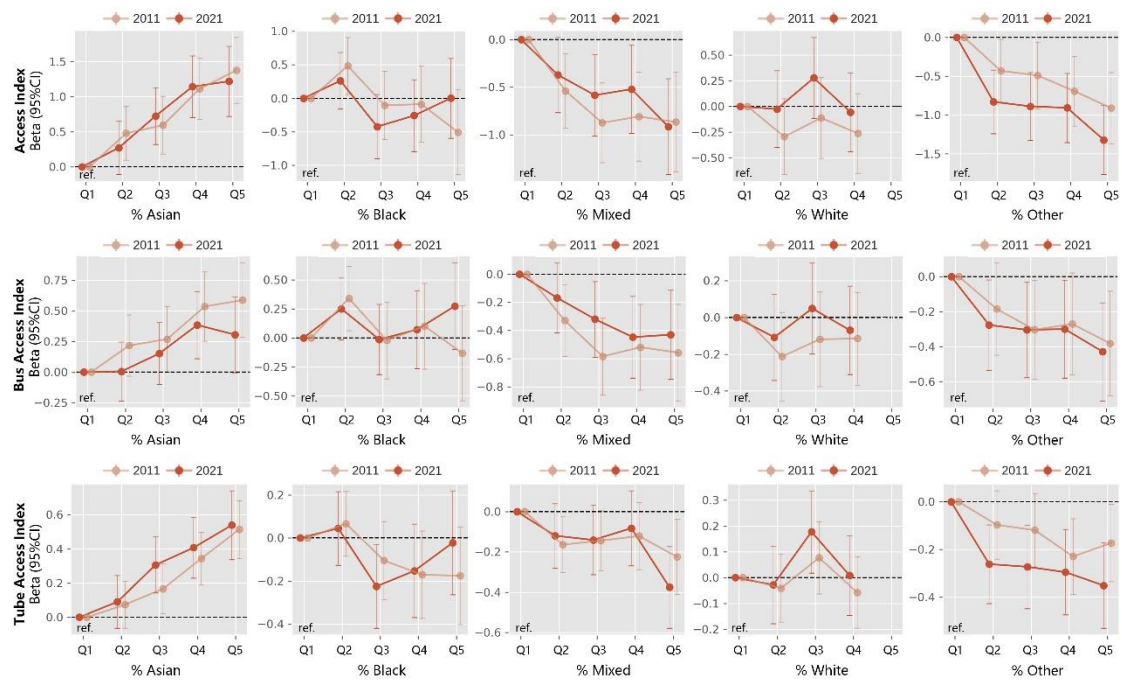 2011 2021
2011 2021
2011 2021
2011 2021
2011 2021
Access Index
Beta (95%CI)
1.5
1.0
0.5
0.0
ref.
Q1 Q2 Q3 Q4 Q5
% Asian
1.0
0.5
0.0
−0.5
−1.0
ref.
Q1 Q2 Q3 Q4 Q5
% Black
−0.0
−0.5
−1.0
ref.
Q1 Q2 Q3 Q4 Q5
% Mixed
0.50
0.25
−0.00
−0.25
−0.50
ref.
Q1 Q2 Q3 Q4 Q5
% White
−0.0
−0.5
−1.0
−1.5
ref.
Q1 Q2 Q3 Q4 Q5
% Other
2011 2021
2011 2021
2011 2021
2011 2021
2011 2021
Bus Access Index
Beta (95%CI)
0.75
0.50
0.25
0.00
−0.25
ref.
Q1 Q2 Q3 Q4 Q5
% Asian
0.50
0.25
0.00
−0.25
−0.50
ref.
Q1 Q2 Q3 Q4 Q5
% Black
−0.0
−0.2
−0.4
−0.6
−0.8
ref.
Q1 Q2 Q3 Q4 Q5
% Mixed
0.2
−0.0
−0.2
−0.4
ref.
Q1 Q2 Q3 Q4 Q5
% White
−0.0
−0.2
−0.4
−0.6
ref.
Q1 Q2 Q3 Q4 Q5
% Other
2011 2021
2011 2021
2011 2021
2011 2021
2011 2021
Tube Access Index
Beta (95%CI)
0.6
0.4
0.2
0.0
ref.
Q1 Q2 Q3 Q4 Q5
% Asian
0.2
−0.0
−0.2
−0.4
ref.
Q1 Q2 Q3 Q4 Q5
% Black
−0.0
−0.2
−0.4
−0.6
ref.
Q1 Q2 Q3 Q4 Q5
% Mixed
0.3
0.2
0.1
−0.0
−0.1
−0.2
ref.
Q1 Q2 Q3 Q4 Q5
% White
−0.0
−0.2
−0.4
ref.
Q1 Q2 Q3 Q4 Q5
% Other